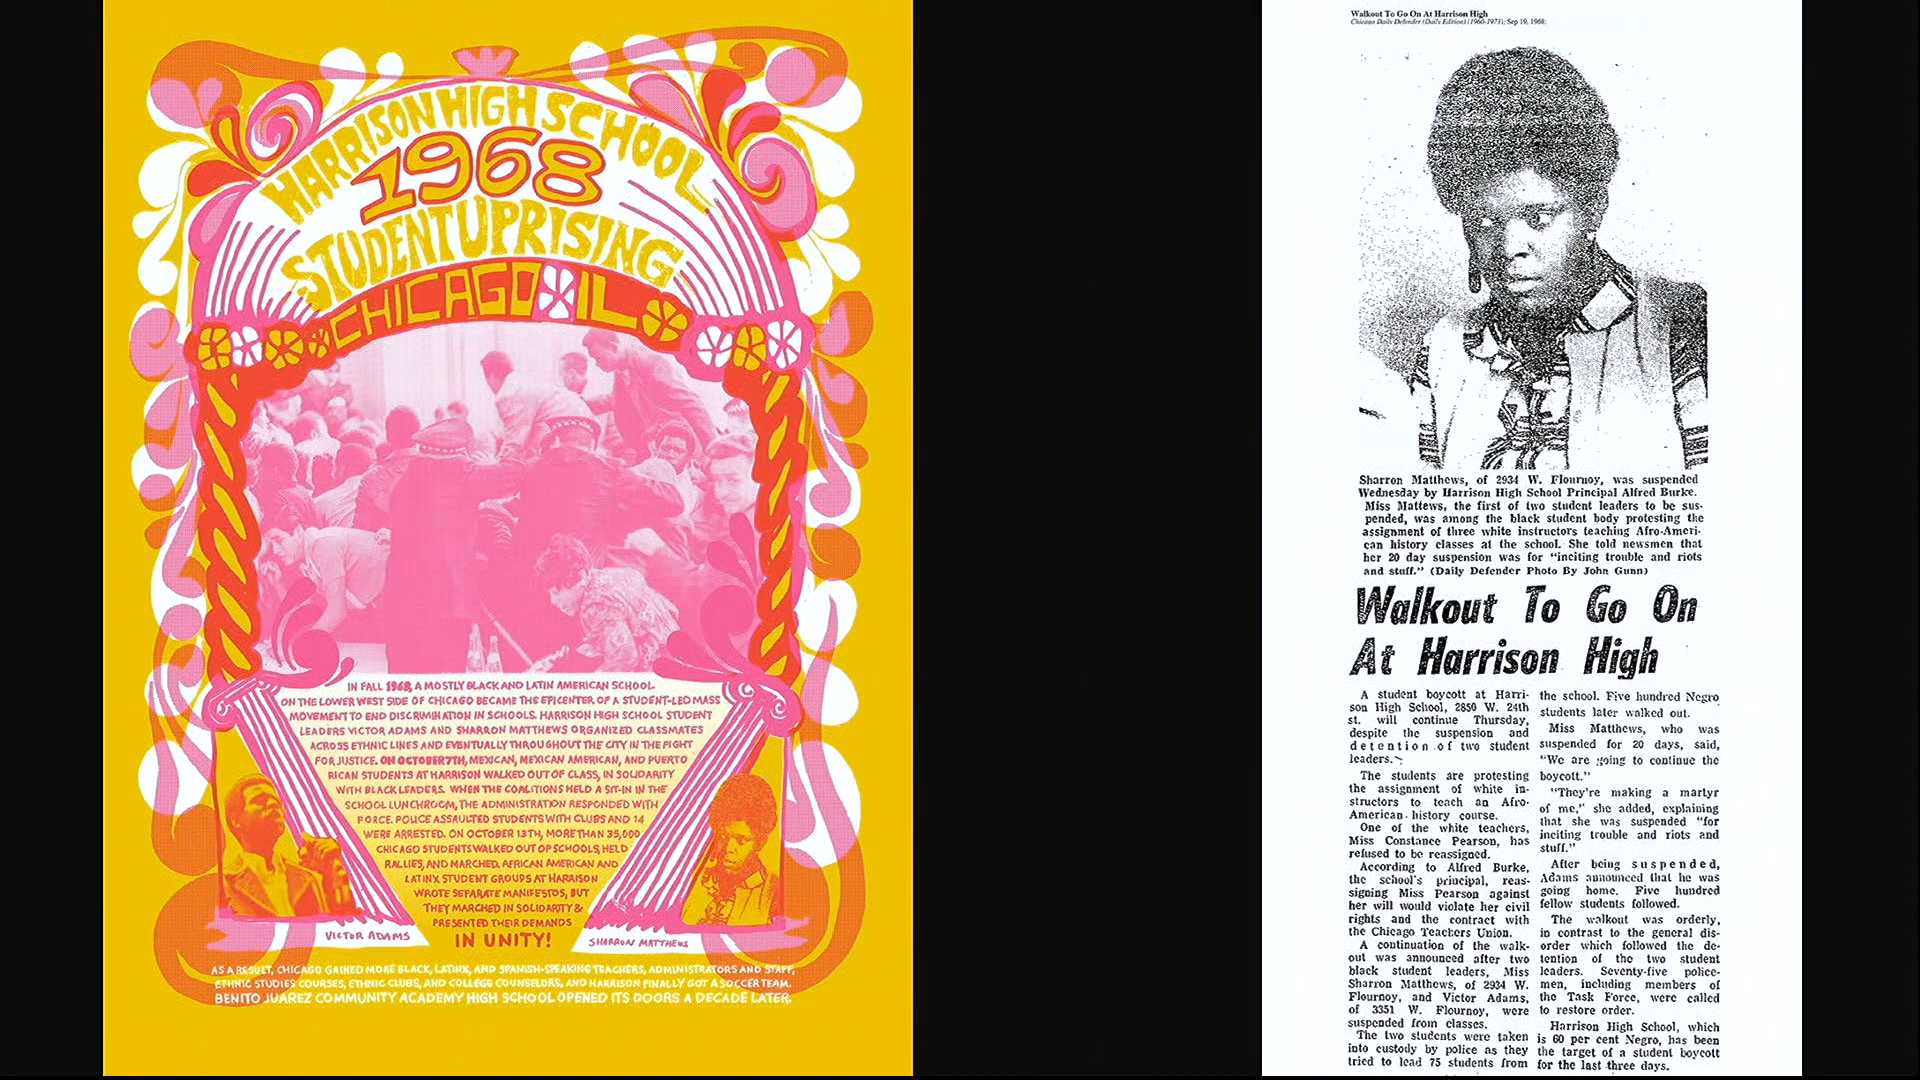 HARRISON HIGH SCHOOL
1968
STUDENT UPRISING
CHICAGO IL
IN FALL 1968, A MOSTLY BLACK AND LATIN AMERICAN SCHOOL
ON THE LOWER WEST SIDE OF CHICAGO BECAME THE EPICENTER OF A STUDENT-LED MASS
MOVEMENT TO END DISCRIMINATION IN SCHOOLS. HARRISON HIGH SCHOOL STUDENT
LEADERS VICTOR ADAMS AND SHARRON MATTHEWS ORGANIZED CLASSMATES
ACROSS ETHNIC LINES AND EVENTUALLY THROUGHOUT THE CITY IN THE FIGHT
FOR JUSTICE. ON OCTOBER 7TH, MEXICAN, MEXICAN AMERICAN, AND PUERTO
RICAN STUDENTS AT HARRISON WALKED OUT OF CLASS, IN SOLIDARITY
WITH BLACK LEADERS. WHEN THE COALITIONS HELD A SIT-IN IN THE
SCHOOL LUNCHROOM, THE ADMINISTRATION RESPONDED WITH
FORCE. POLICE ASSAULTED STUDENTS WITH CLUBS AND 14
WERE ARRESTED. ON OCTOBER 13TH, MORE THAN 35,000
CHICAGO STUDENTS WALKED OUT OF SCHOOLS, HELD
RALLIES, AND MARCHED. AFRICAN AMERICAN AND
LATINX STUDENT GROUPS AT HARRISON
WROTE SEPARATE MANIFESTOS, BUT
THEY MARCHED IN SOLIDARITY &
PRESENTED THEIR DEMANDS
IN UNITY!
VICTOR ADAMS
SHARRON MATTHEWS
AS A RESULT, CHICAGO GAINED MORE BLACK, LATINX, AND SPANISH-SPEAKING TEACHERS, ADMINISTRATORS AND STAFF,
ETHNIC STUDIES COURSES, ETHNIC CLUBS, AND COLLEGE COUNSELORS, AND HARRISON FINALLY GOT A SOCCER TEAM.
BENITO JUAREZ COMMUNITY ACADEMY HIGH SCHOOL OPENED ITS DOORS A DECADE LATER.
Walkout To Go On At Harrison High
Chicago Daily Defender (Daily Edition) (1960-1973); Sep 19, 1968;
Sharron Matthews, of 2934 W. Flournoy, was suspended
Wednesday by Harrison High School Principal Alfred Burke.
Miss Mattews, the first of two student leaders to be sus-
pended, was among the black student body protesting the
assignment of three white instructors teaching Afro-Ameri-
can history classes at the school. She told newsmen that
her 20 day suspension was for "inciting trouble and riots
and stuff." (Daily Defender Photo By John Gunn)
Walkout To Go On
At Harrison High
A student boycott at Harri-
son High School, 2850 W. 24th
st. will continue Thursday,
despite the suspension and
detention of two student
leaders.
The students are protesting
the assignment of white in-
structors to teach an Afro-
American history course.
One of the white teachers,
Miss Constance Pearson, has
refused to be reassigned.
According to Alfred Burke,
the school's principal, reas-
signing Miss Pearson against
her will would violate her civil
rights and the contract with
the Chicago Teachers Union.
A continuation of the walk-
out was announced after two
black student leaders, Miss
Sharron Matthews, of 2934 W.
Flournoy, and Victor Adams,
of 3351 W. Flournoy, were
suspended from classes.
The two students were taken
into custody by police as they
tried to lead 75 students from
the school. Five hundred Negro
students later walked out.
Miss Matthews, who was
suspended for 20 days, said,
"We are going to continue the
boycott."
"They're making a martyr
of me," she added, explaining
that she was suspended "for
inciting trouble and riots and
stuff."
After being suspended,
Adams announced that he was
going home. Five hundred
fellow students followed.
The walkout was orderly,
in contrast to the general dis-
order which followed the de-
tention of the two student
leaders. Seventy-five police-
men, including members of
the Task Force, were called
to restore order.
Harrison High School, which
is 60 per cent Negro, has been
the target of a student boycott
for the last three days.